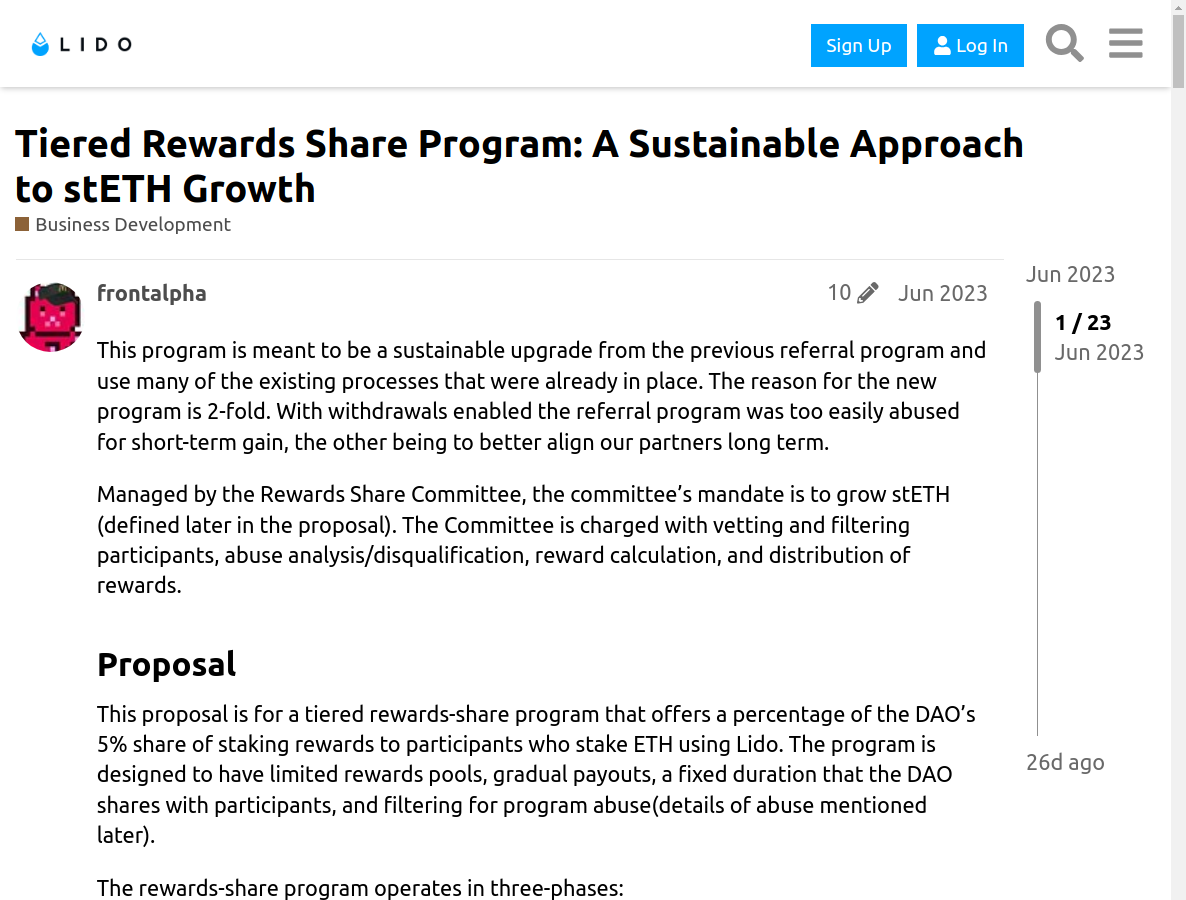 LIDO
Sign Up
Log In
Tiered Rewards Share Program: A Sustainable Approach
to stETH Growth
Business Development
frontalpha
10
Jun 2023
Jun 2023
1 / 23
Jun 2023
This program is meant to be a sustainable upgrade from the previous referral program and
use many of the existing processes that were already in place. The reason for the new
program is 2-fold. With withdrawals enabled the referral program was too easily abused
for short-term gain, the other being to better align our partners long term.
Managed by the Rewards Share Committee, the committee’s mandate is to grow stETH
(defined later in the proposal). The Committee is charged with vetting and filtering
participants, abuse analysis/disqualification, reward calculation, and distribution of
rewards.
Proposal
This proposal is for a tiered rewards-share program that offers a percentage of the DAO’s
5% share of staking rewards to participants who stake ETH using Lido. The program is
designed to have limited rewards pools, gradual payouts, a fixed duration that the DAO
shares with participants, and filtering for program abuse(details of abuse mentioned
later).
26d ago
The rewards-share program operates in three-phases: